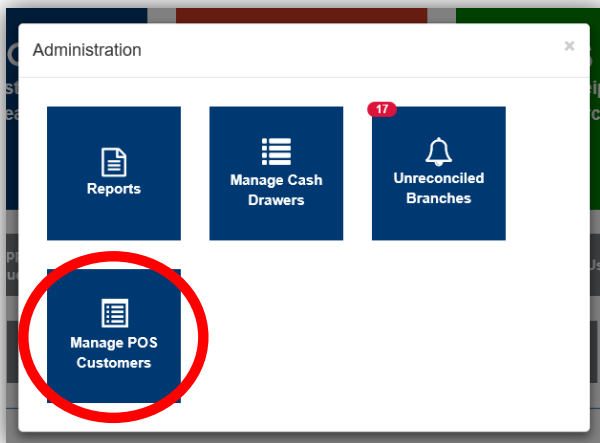 Administration
×
17
Reports
Manage Cash
Drawers
Unreconciled
Branches
Manage POS
Customers